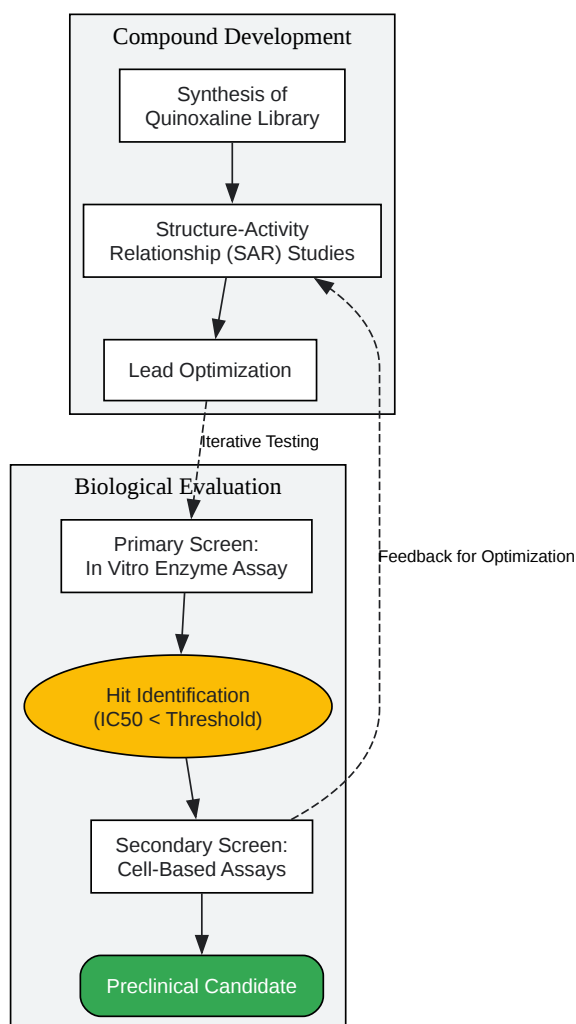 Compound Development
Synthesis of
Quinoxaline Library
Structure-Activity
Relationship (SAR) Studies
Lead Optimization
Iterative Testing
Biological Evaluation
Primary Screen:
In Vitro Enzyme Assay
Feedback for Optimization
Hit Identification
(IC50 < Threshold)
Secondary Screen:
Cell-Based Assays
Preclinical Candidate